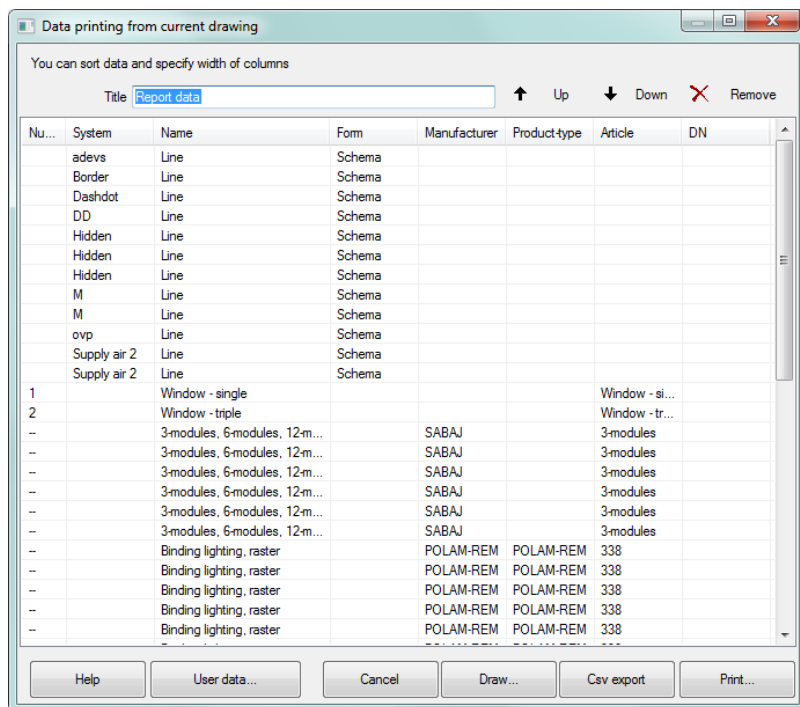 Data printing from current drawing
You can sort data and specify width of columns
Title Report data Up Down Remove
Nu... System Name Form Manufacturer Product-type Article DN
adevs Line Schema
Border Line Schema
Dashdot Line Schema
DD Line Schema
Hidden Line Schema
Hidden Line Schema
Hidden Line Schema
M Line Schema
M Line Schema
ovp Line Schema
Supply air 2 Line Schema
Supply air 2 Line Schema
1 Window - single Window - si...
2 Window - triple Window - tr...
-- 3-modules, 6-modules, 12-m... SABAJ 3-modules
-- 3-modules, 6-modules, 12-m... SABAJ 3-modules
-- 3-modules, 6-modules, 12-m... SABAJ 3-modules
-- 3-modules, 6-modules, 12-m... SABAJ 3-modules
-- 3-modules, 6-modules, 12-m... SABAJ 3-modules
-- 3-modules, 6-modules, 12-m... SABAJ 3-modules
-- Binding lighting, raster POLAM-REM POLAM-REM 338
-- Binding lighting, raster POLAM-REM POLAM-REM 338
-- Binding lighting, raster POLAM-REM POLAM-REM 338
-- Binding lighting, raster POLAM-REM POLAM-REM 338
-- Binding lighting, raster POLAM-REM POLAM-REM 338
Help User data... Cancel Draw... Csv export Print...